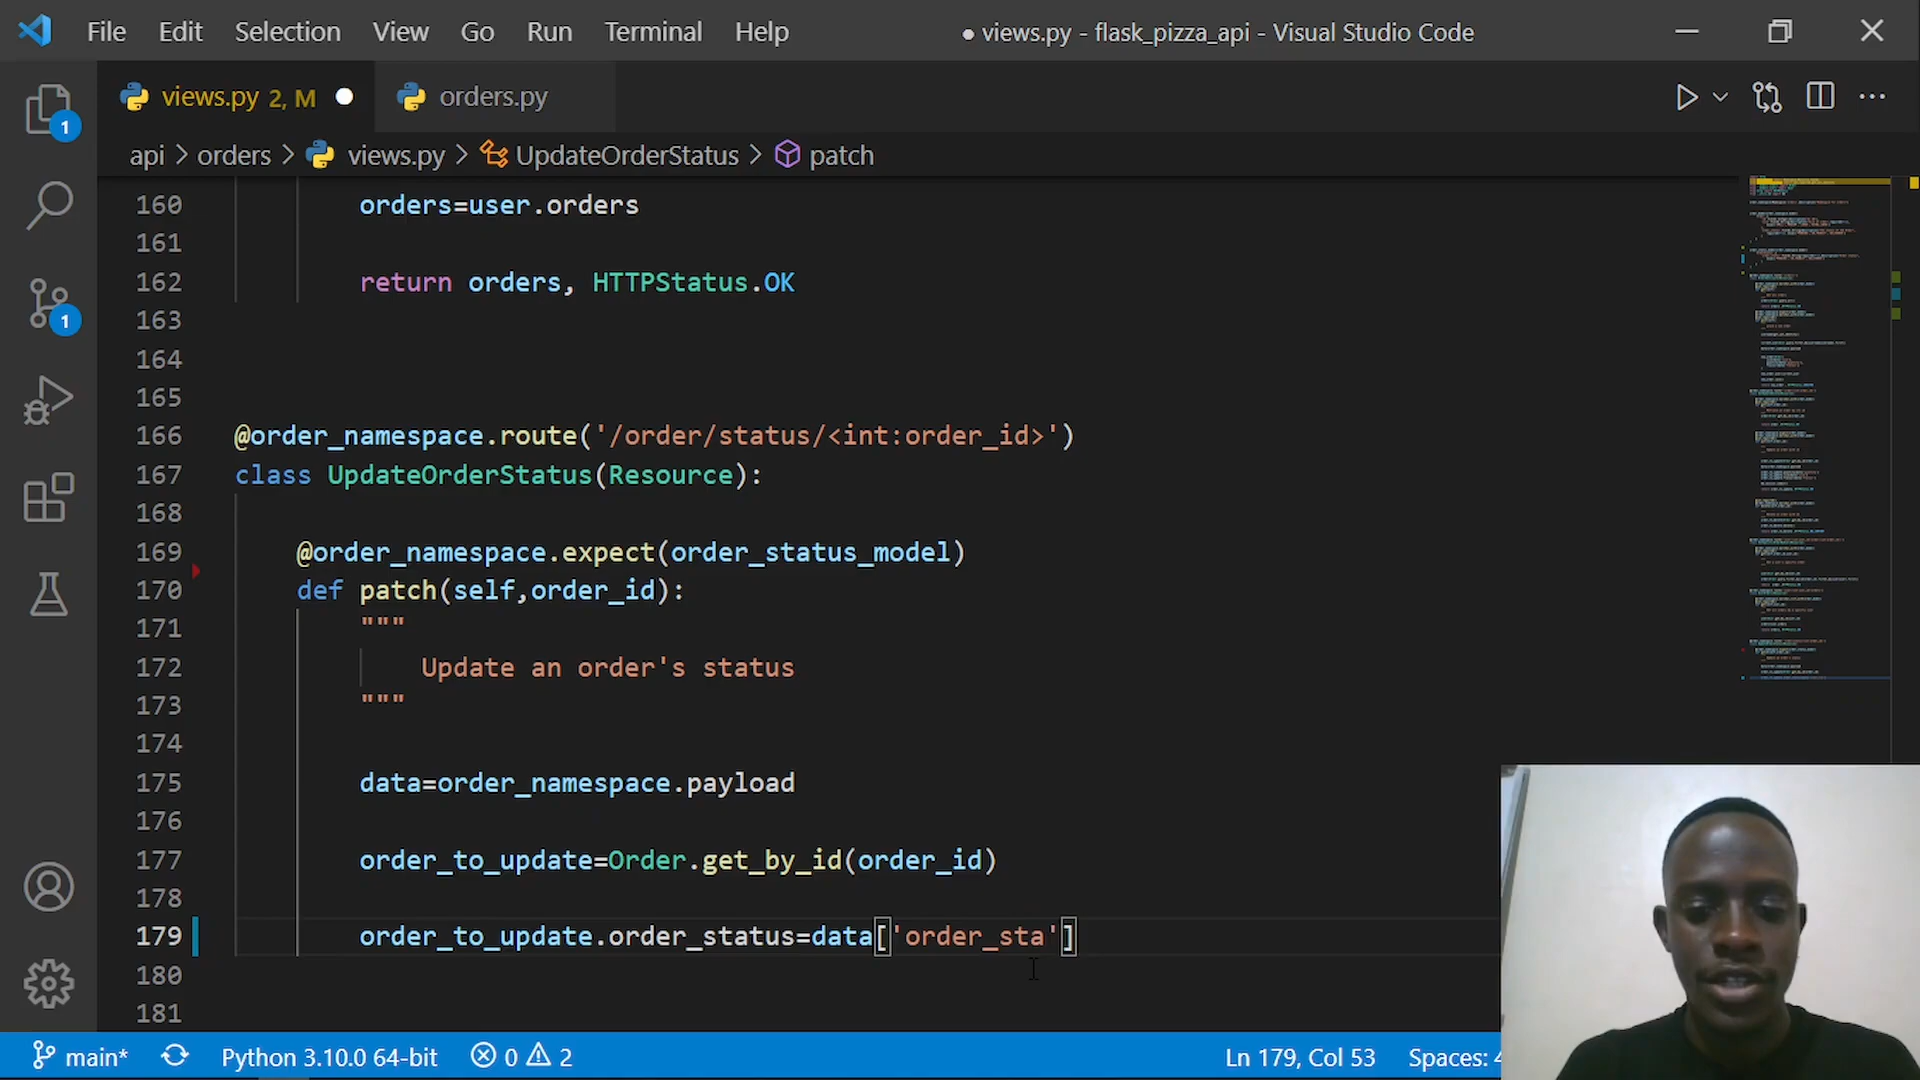 File Edit Selection View Go Run Terminal Help
● views.py - flask_pizza_api - Visual Studio Code
views.py 2, M ●
orders.py
api > orders > views.py > UpdateOrderStatus > patch
160 orders=user.orders
161
162 return orders, HTTPStatus.OK
163
164
165
166 @order_namespace.route('/order/status/<int:order_id>')
167 class UpdateOrderStatus(Resource):
168
169 @order_namespace.expect(order_status_model)
170 def patch(self,order_id):
171 """
172 Update an order's status
173 """
174
175 data=order_namespace.payload
176
177 order_to_update=Order.get_by_id(order_id)
178
179 order_to_update.order_status=data['order_sta']
180
181
1
1
main* Python 3.10.0 64-bit 0 2 Ln 179, Col 53 Spaces: